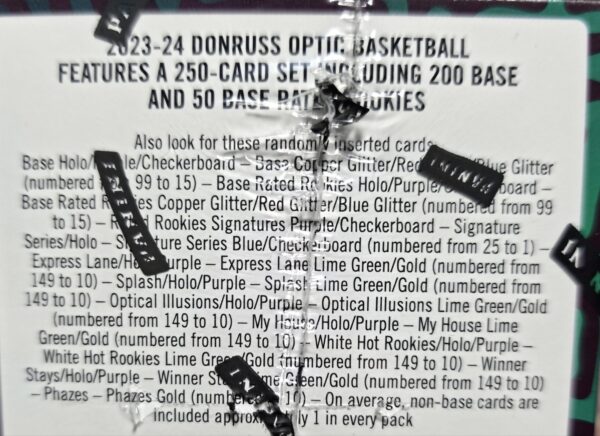 2023-24 DONRUSS OPTIC BASKETBALL
FEATURES A 250-CARD SET INCLUDING 200 BASE
AND 50 BASE RATED ROOKIES
Also look for these randomly inserted cards
Base Holo/Purple/Checkerboard – Base Copper Glitter/Red Glitter/Blue Glitter
(numbered from 99 to 15) – Base Rated Rookies Holo/Purple/Checkerboard –
Base Rated Rookies Copper Glitter/Red Glitter/Blue Glitter (numbered from 99
to 15) – Rated Rookies Signatures Purple/Checkerboard – Signature
Series/Holo – Signature Series Blue/Checkerboard (numbered from 25 to 1) –
Express Lane/Holo/Purple – Express Lane Lime Green/Gold (numbered from
149 to 10) – Splash/Holo/Purple – Splash Lime Green/Gold (numbered from
149 to 10) – Optical Illusions/Holo/Purple – Optical Illusions Lime Green/Gold
(numbered from 149 to 10) – My House/Holo/Purple – My House Lime
Green/Gold (numbered from 149 to 10) – White Hot Rookies/Holo/Purple –
White Hot Rookies Lime Green/Gold (numbered from 149 to 10) – Winner
Stays/Holo/Purple – Winner Stays Lime Green/Gold (numbered from 149 to 10)
– Phazes – Phazes Gold (numbered to 10) – On average, non-base cards are
included approximately 1 in every pack
PANINI